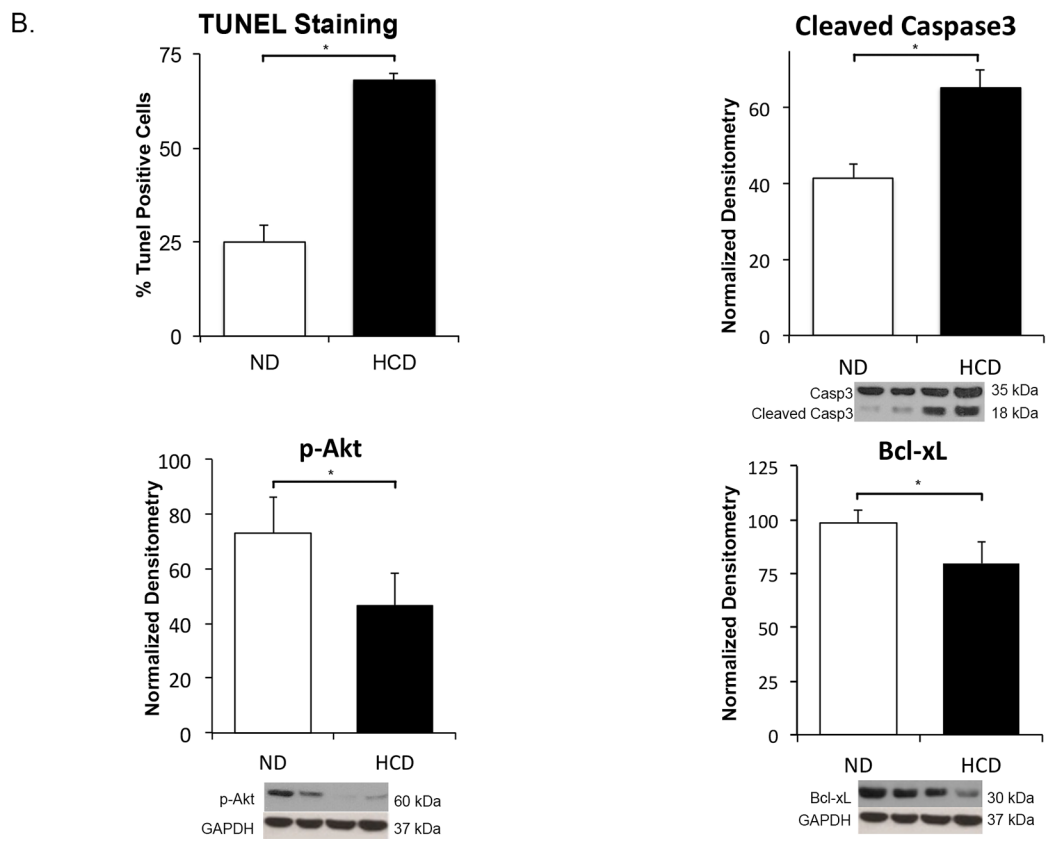 B.
TUNEL Staining
% Tunel Positive Cells
75
50
25
0
*
ND HCD
Cleaved Caspase3
Normalized Densitometry
60
40
20
0
*
ND HCD
Casp3 35 kDa
Cleaved Casp3 18 kDa
p-Akt
Normalized Densitometry
100
80
60
40
20
0
*
ND HCD
p-Akt 60 kDa
GAPDH 37 kDa
Bcl-xL
Normalized Densitometry
125
100
75
50
25
0
*
ND HCD
Bcl-xL 30 kDa
GAPDH 37 kDa